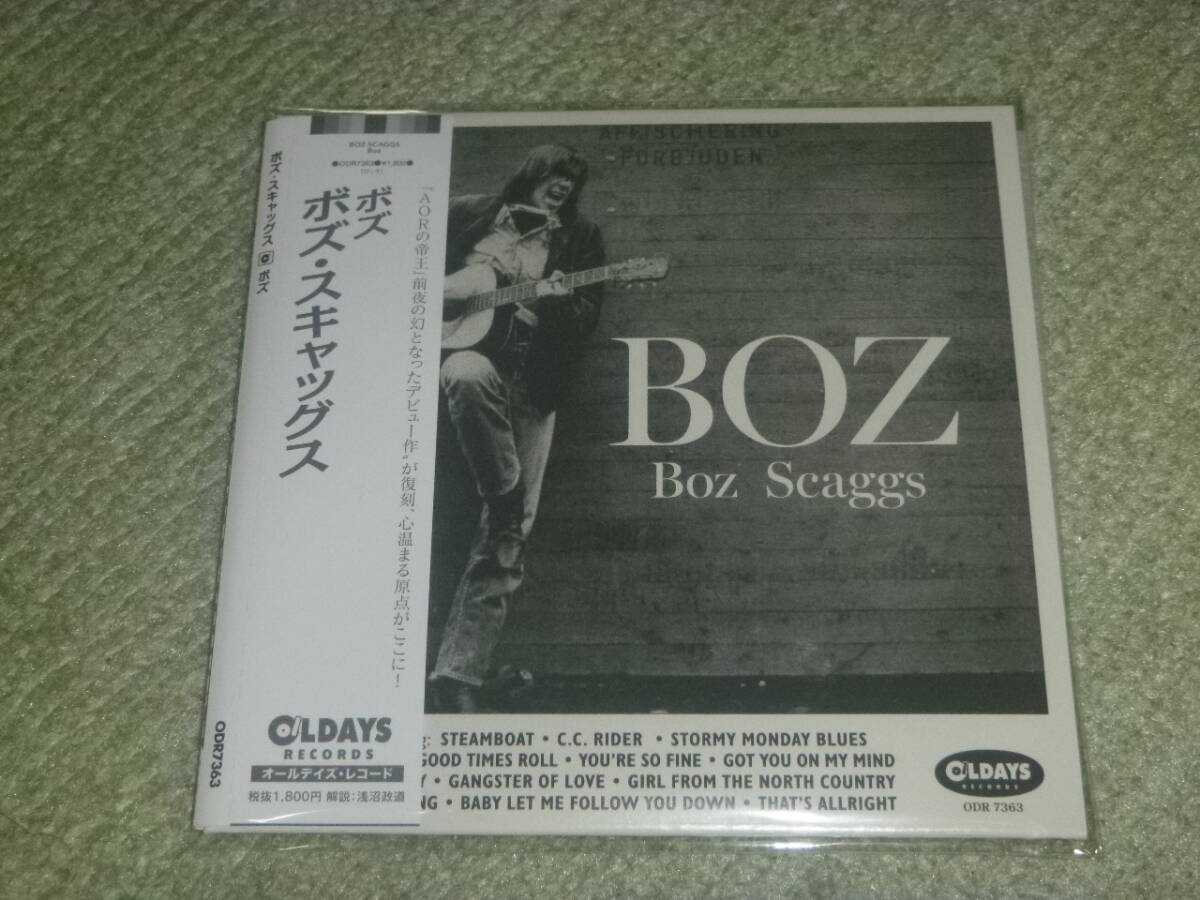 ボズ・スキャッグス ボズ
ODR7363
BOZ SCAGGS
Boz
●ODR7363●¥1,800●
ボズ
ボズ・スキャッグス
『AORの帝王』前夜の幻となったデビュー作"が復刻、心温まる原点がここに!
OLDAYS
RECORDS
オールデイズ・レコード
税抜1,800円 解説:浅沼政道
AFFISCHERING
FÖRBJUDEN
BOZ
Boz Scaggs
g: STEAMBOAT • C.C. RIDER • STORMY MONDAY BLUES
GOOD TIMES ROLL • YOU'RE SO FINE • GOT YOU ON MY MIND
Y • GANGSTER OF LOVE • GIRL FROM THE NORTH COUNTRY
NG • BABY LET ME FOLLOW YOU DOWN • THAT'S ALLRIGHT
OLDAYS
RECORDS
ODR 7363